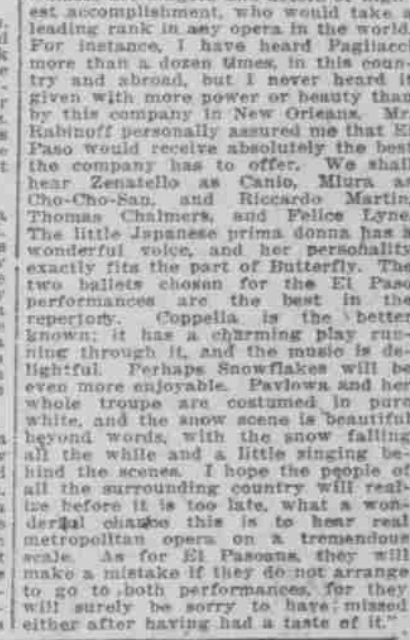 est accomplishment, who would take a
leading rank in any opera in the world.
For instance, I have heard Pagliacci
more than a dozen times, in this coun-
try and abroad, but I never heard it
given with more power or beauty than
by this company in New Orleans. Mr.
Rabinoff personally assured me that El
Paso would receive absolutely the best
the company has to offer. We shall
hear Zenatello as Canio, Miura as
Cho-Cho-San, and Riccardo Martin,
Thomas Chalmers, and Felice Lyne.
The little Japanese prima donna has a
wonderful voice, and her personality
exactly fits the part of Butterfly. The
two ballets chosen for the El Paso
performances are the best in the
repertory. Coppelia is the better
known; it has a charming play run-
ning through it, and the music is de-
lightful. Perhaps Snowflakes will be
even more enjoyable. Pavlowa and her
whole troupe are costumed in pure
white, and the snow scene is beautiful
beyond words, with the snow falling
all the while and a little singing be-
hind the scenes. I hope the people of
all the surrounding country will real-
ize before it is too late, what a won-
derful chance this is to hear real
metropolitan opera on a tremendous
scale. As for El Pasoans, they will
make a mistake if they do not arrange
to go to both performances, for they
will surely be sorry to have missed
either after having had a taste of it."